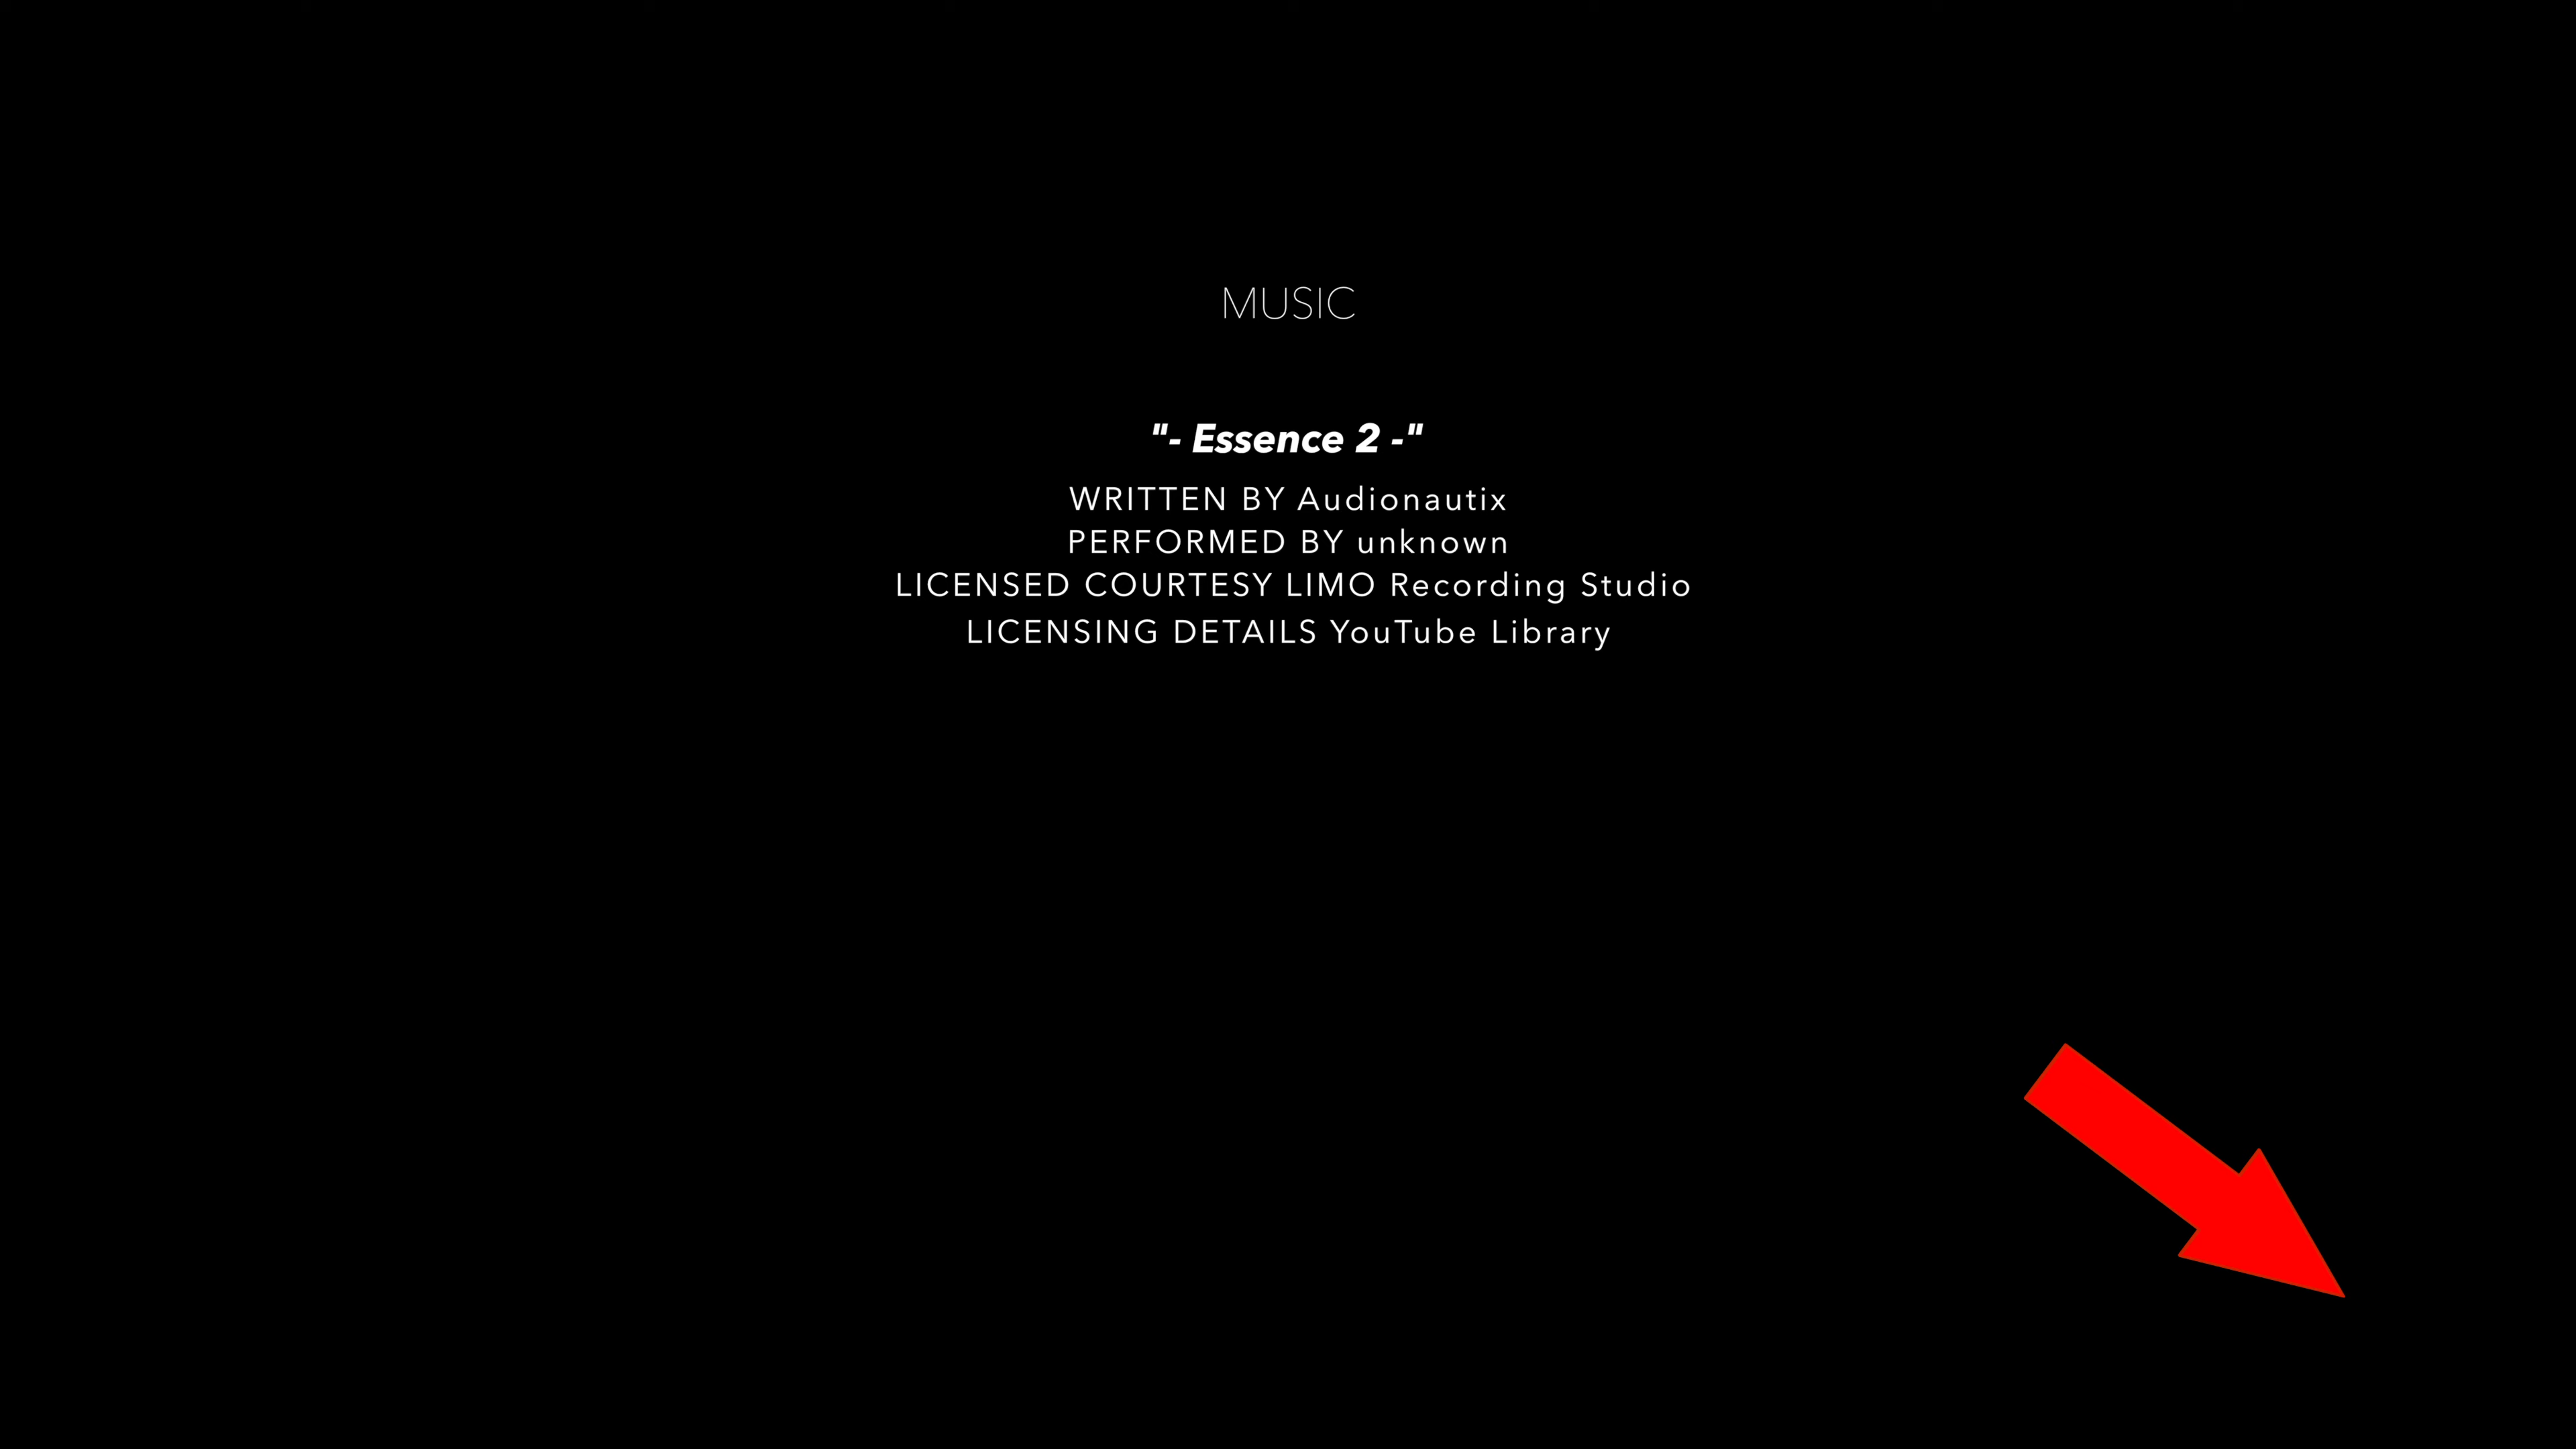 MUSIC
"- Essence 2 -"
WRITTEN BY Audionautix
PERFORMED BY unknown
LICENSED COURTESY LIMO Recording Studio
LICENSING DETAILS YouTube Library